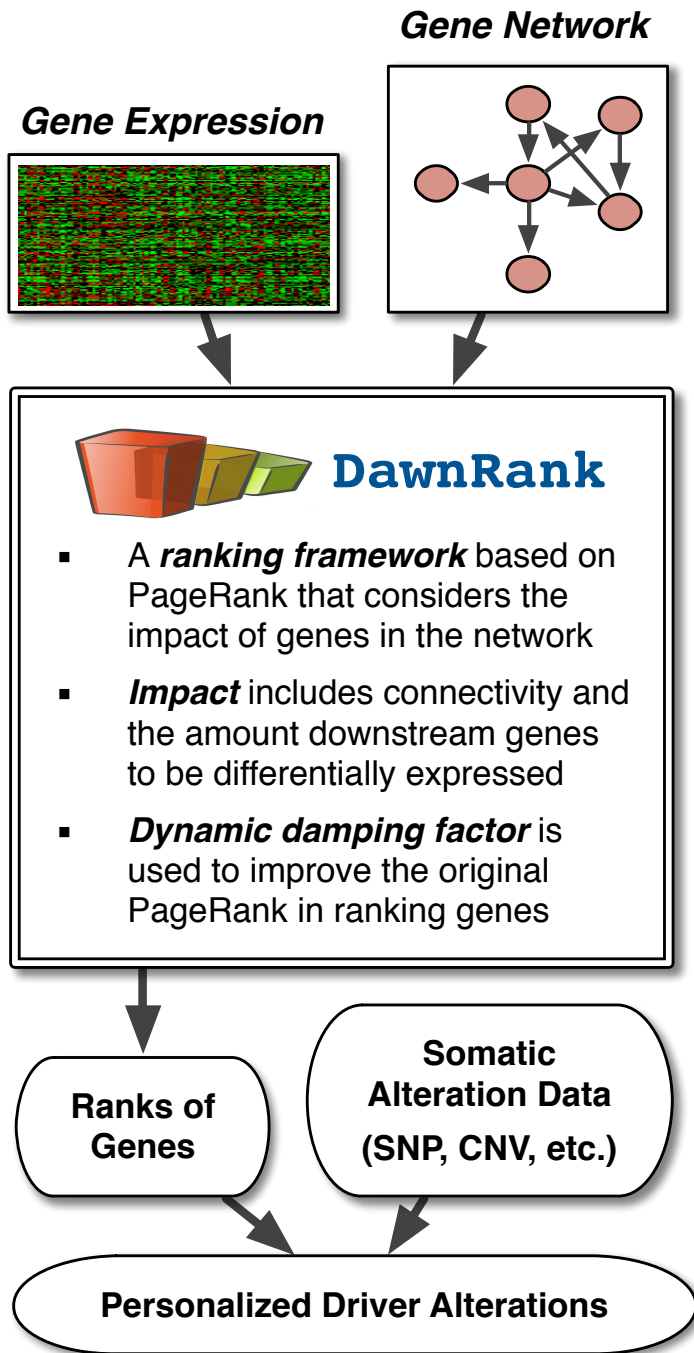 Gene Network
Gene Expression
DawnRank
▪ A ranking framework based on
PageRank that considers the
impact of genes in the network
▪ Impact includes connectivity and
the amount downstream genes
to be differentially expressed
▪ Dynamic damping factor is
used to improve the original
PageRank in ranking genes
Ranks of
Genes
Somatic
Alteration Data
(SNP, CNV, etc.)
Personalized Driver Alterations